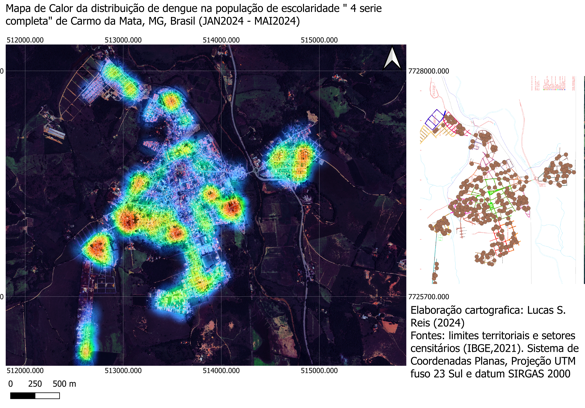 Mapa de Calor da distribuição de dengue na população de escolaridade " 4 serie
completa" de Carmo da Mata, MG, Brasil (JAN2024 - MAI2024)
512000.000 513000.000 514000.000 515000.000
0 7728000.000
0 7725700.000
512000.000 513000.000 514000.000 515000.000
0 250 500 m
Elaboração cartografica: Lucas S.
Reis (2024)
Fontes: limites territoriais e setores
censitários (IBGE,2021). Sistema de
Coordenadas Planas, Projeção UTM
fuso 23 Sul e datum SIRGAS 2000